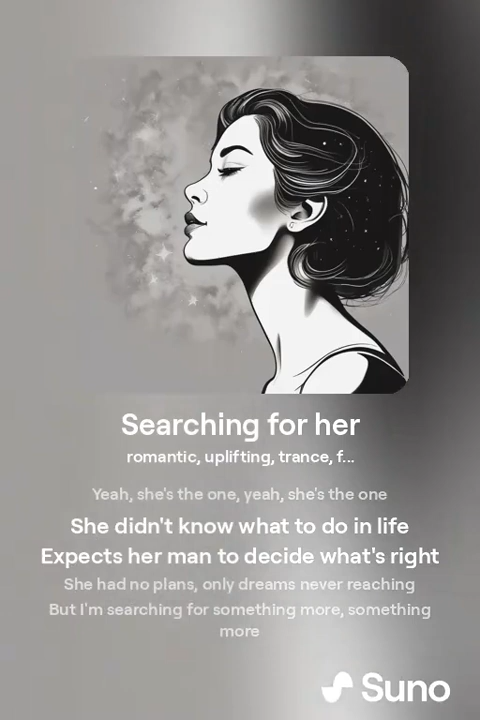 Searching for her
romantic, uplifting, trance, f...
Yeah, she's the one, yeah, she's the one
She didn't know what to do in life
Expects her man to decide what's right
She had no plans, only dreams never reaching
But I'm searching for something more, something
more
Suno